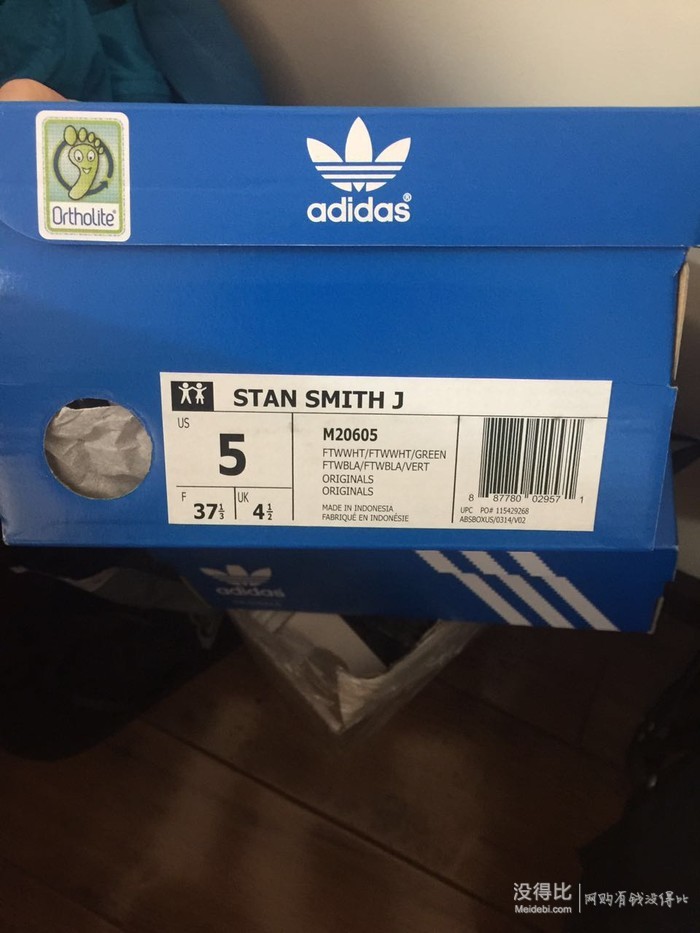 Ortholite®
adidas®
STAN SMITH J
US
5
F
37⅓
UK
4½
M20605
FTWWHT/FTWWHT/GREEN
FTWBLA/FTWBLA/VERT
ORIGINALS
ORIGINALS
MADE IN INDONESIA
FABRIQUÉ EN INDONÉSIE
8 87780 02957 1
UPC PO# 115429268
ABSBOXUS/0314/V02
adidas
没得比
Meidebi.com
网购有钱没得比